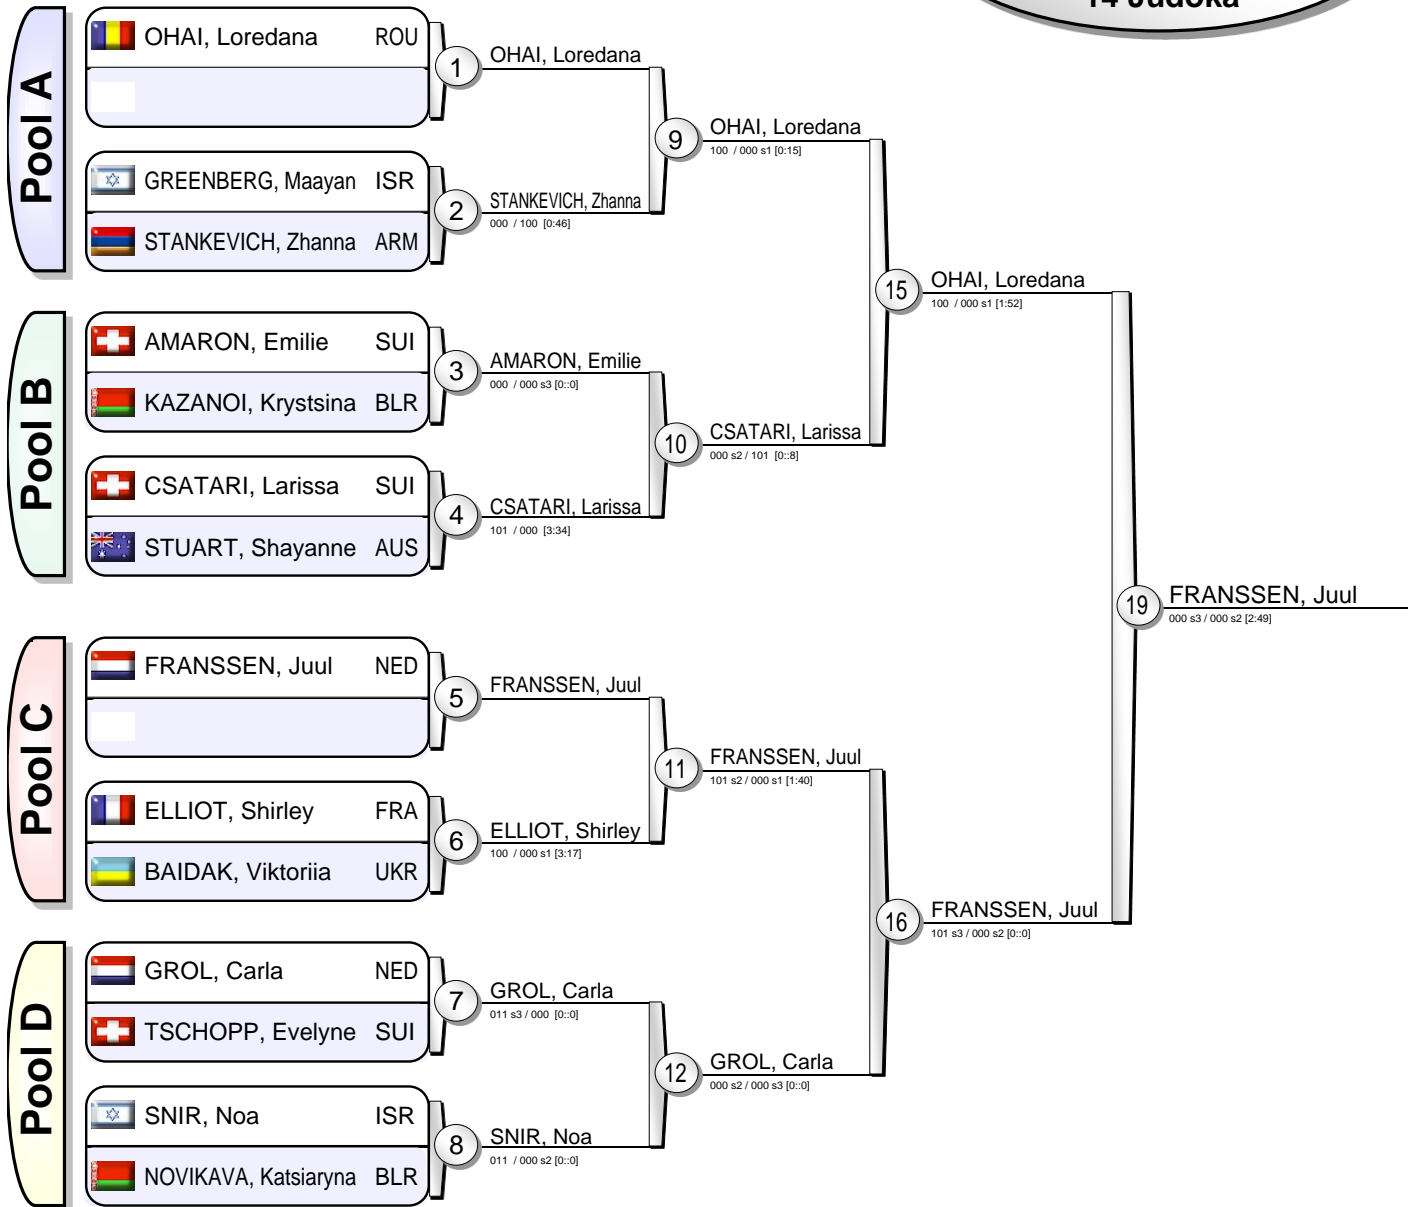 14 Judoka
Pool A
OHAI, Loredana ROU
1
OHAI, Loredana
GREENBERG, Maayan ISR
STANKEVICH, Zhanna ARM
2
STANKEVICH, Zhanna
000 / 100 [0:46]
9
OHAI, Loredana
100 / 000 s1 [0:15]
Pool B
AMARON, Emilie SUI
KAZANOI, Krystsina BLR
3
AMARON, Emilie
000 / 000 s3 [0::0]
CSATARI, Larissa SUI
STUART, Shayanne AUS
4
CSATARI, Larissa
101 / 000 [3:34]
10
CSATARI, Larissa
000 s2 / 101 [0::8]
15
OHAI, Loredana
100 / 000 s1 [1:52]
Pool C
FRANSSEN, Juul NED
5
FRANSSEN, Juul
ELLIOT, Shirley FRA
BAIDAK, Viktoriia UKR
6
ELLIOT, Shirley
100 / 000 s1 [3:17]
11
FRANSSEN, Juul
101 s2 / 000 s1 [1:40]
Pool D
GROL, Carla NED
TSCHOPP, Evelyne SUI
7
GROL, Carla
011 s3 / 000 [0::0]
SNIR, Noa ISR
NOVIKAVA, Katsiaryna BLR
8
SNIR, Noa
011 / 000 s2 [0::0]
12
GROL, Carla
000 s2 / 000 s3 [0::0]
16
FRANSSEN, Juul
101 s3 / 000 s2 [0::0]
19
FRANSSEN, Juul
000 s3 / 000 s2 [2:49]